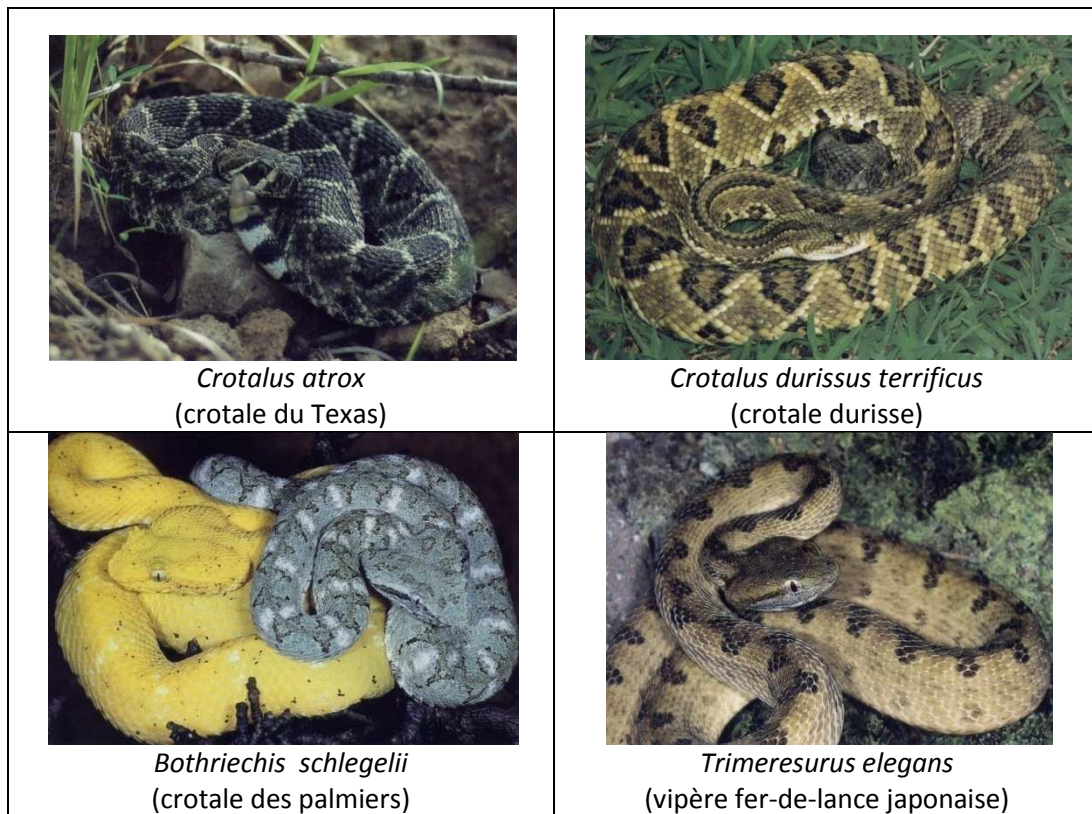 Crotalus atrox
(crotale du Texas)
Crotalus durissus terrificus
(crotale durisse)
Bothriechis schlegelii
(crotale des palmiers)
Trimeresurus elegans
(vipère fer-de-lance japonaise)